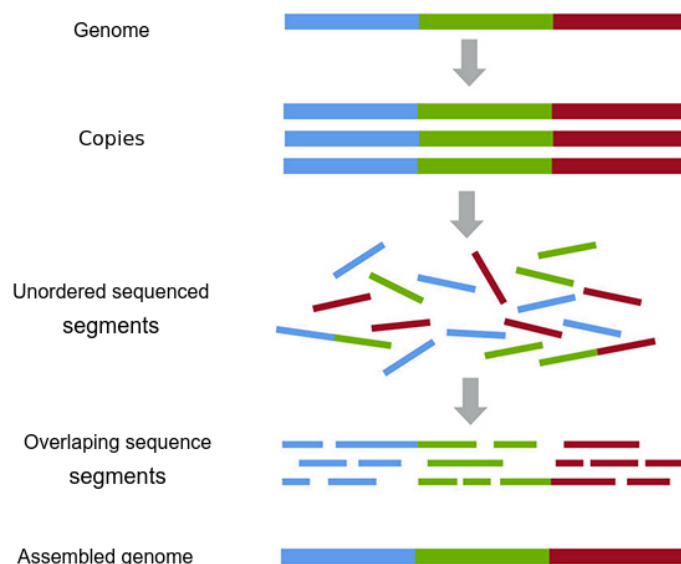 Genome
Copies
Unordered sequenced
segments
Overlaping sequence
segments
Assembled genome